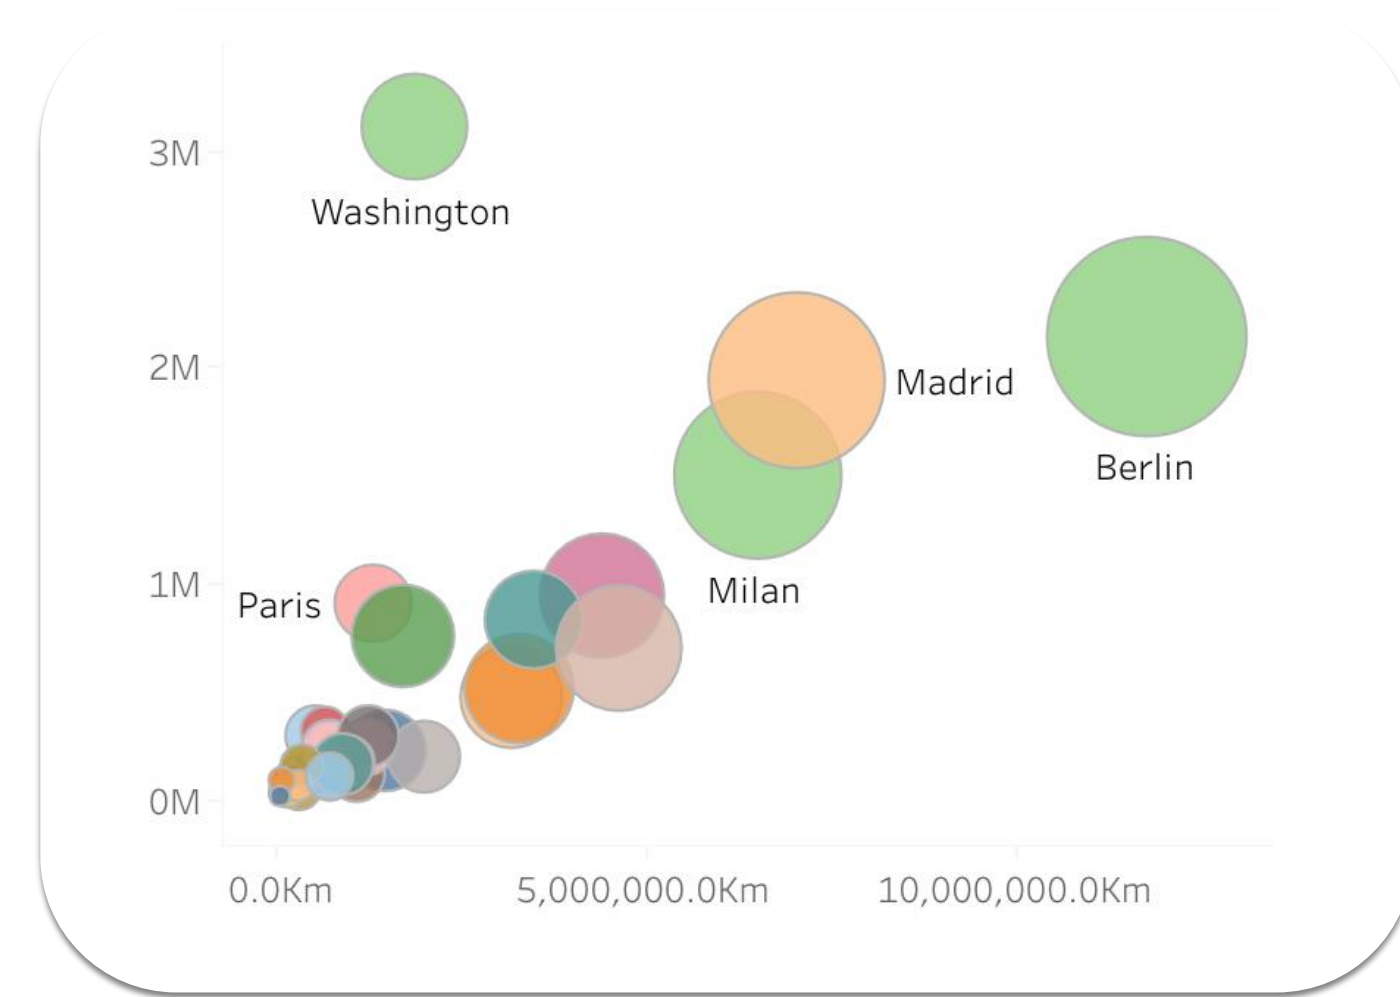 3M
Washington
2M
Madrid
Berlin
1M
Milan
Paris
0M
0.0Km 5,000,000.0Km 10,000,000.0Km